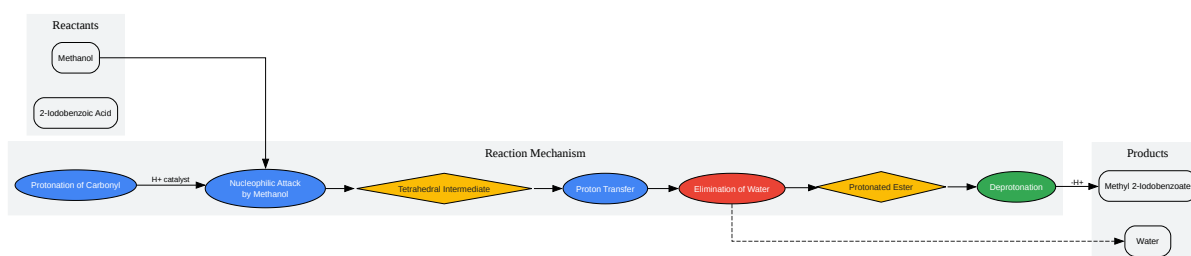 Reactants
Methanol
2-Iodobenzoic Acid
Reaction Mechanism
Protonation of Carbonyl
H+ catalyst
Nucleophilic Attack
by Methanol
Tetrahedral Intermediate
Proton Transfer
Elimination of Water
Protonated Ester
Deprotonation
-H+
Products
Methyl 2-Iodobenzoate
Water